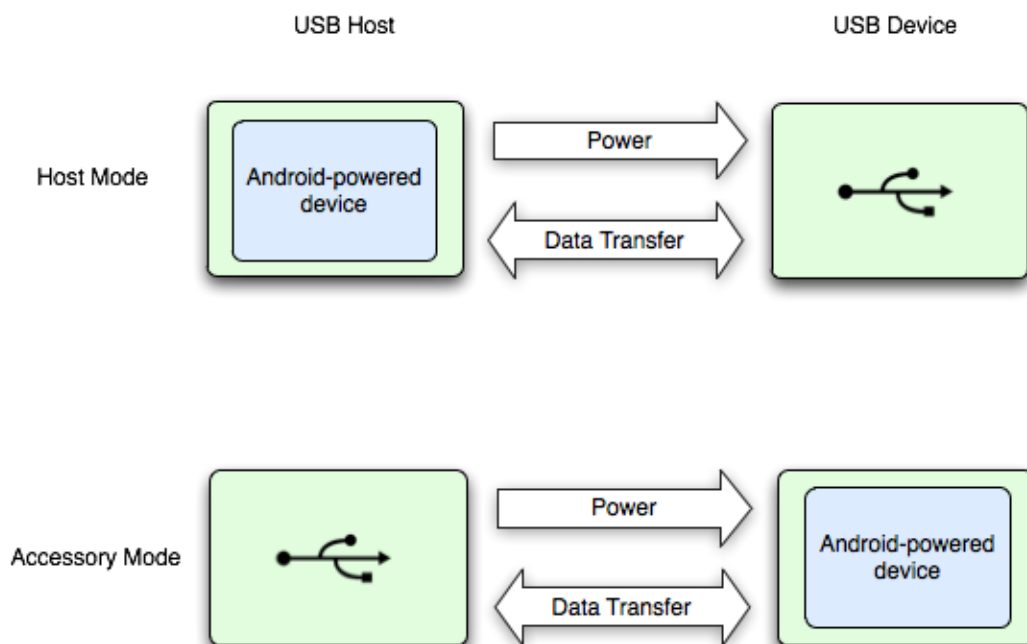 USB Host
USB Device
Host Mode
Android-powered
device
Power
Data Transfer
Accessory Mode
Power
Data Transfer
Android-powered
device